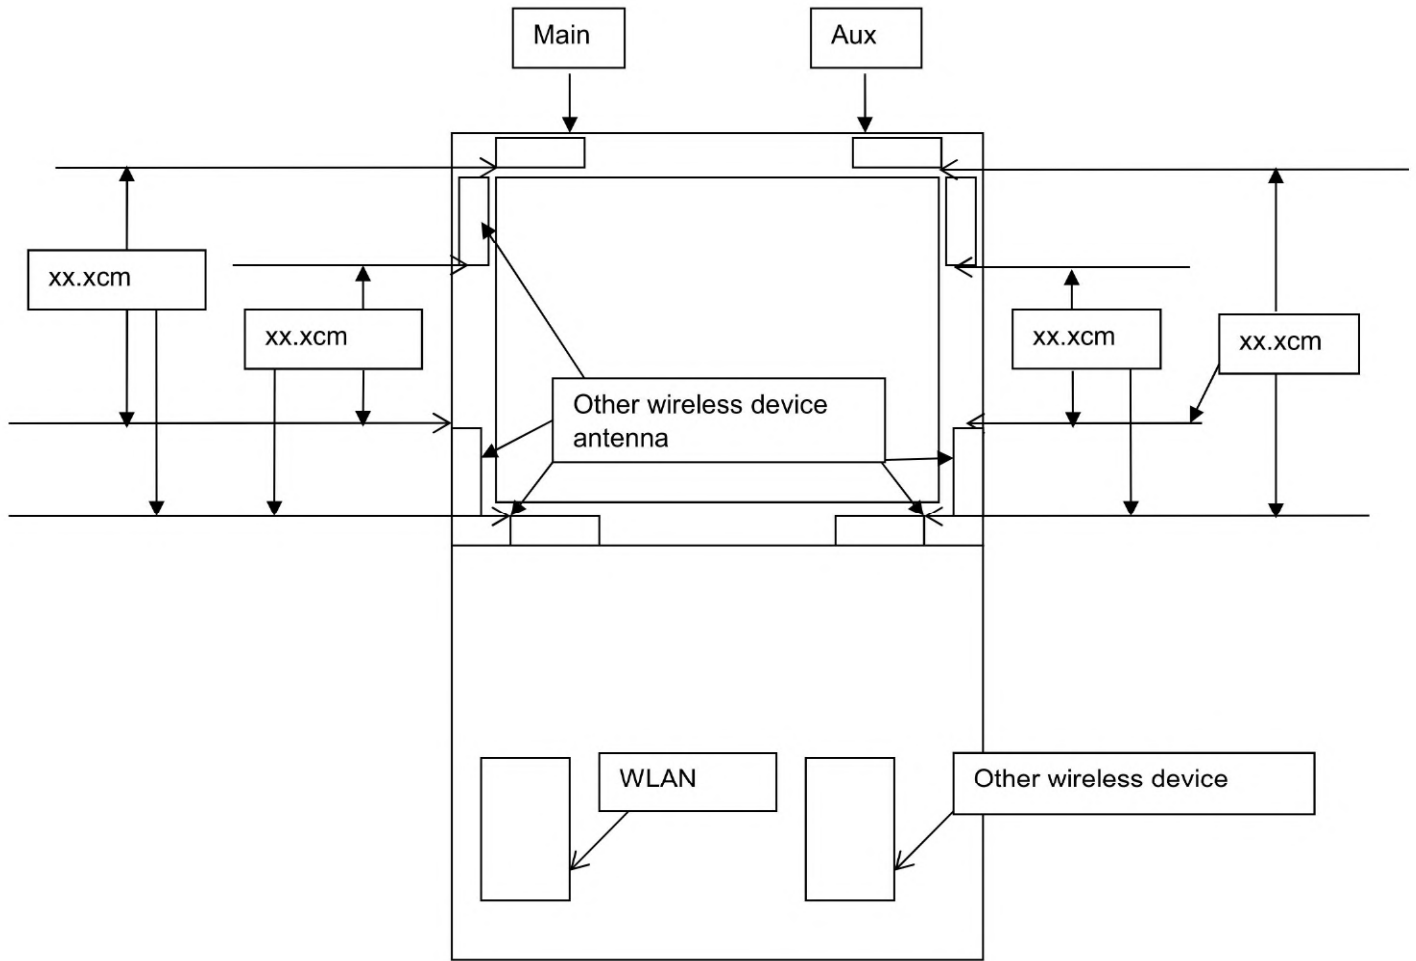 Main
Aux
xx.xcm
xx.xcm
xx.xcm
xx.xcm
Other wireless device
antenna
WLAN
Other wireless device